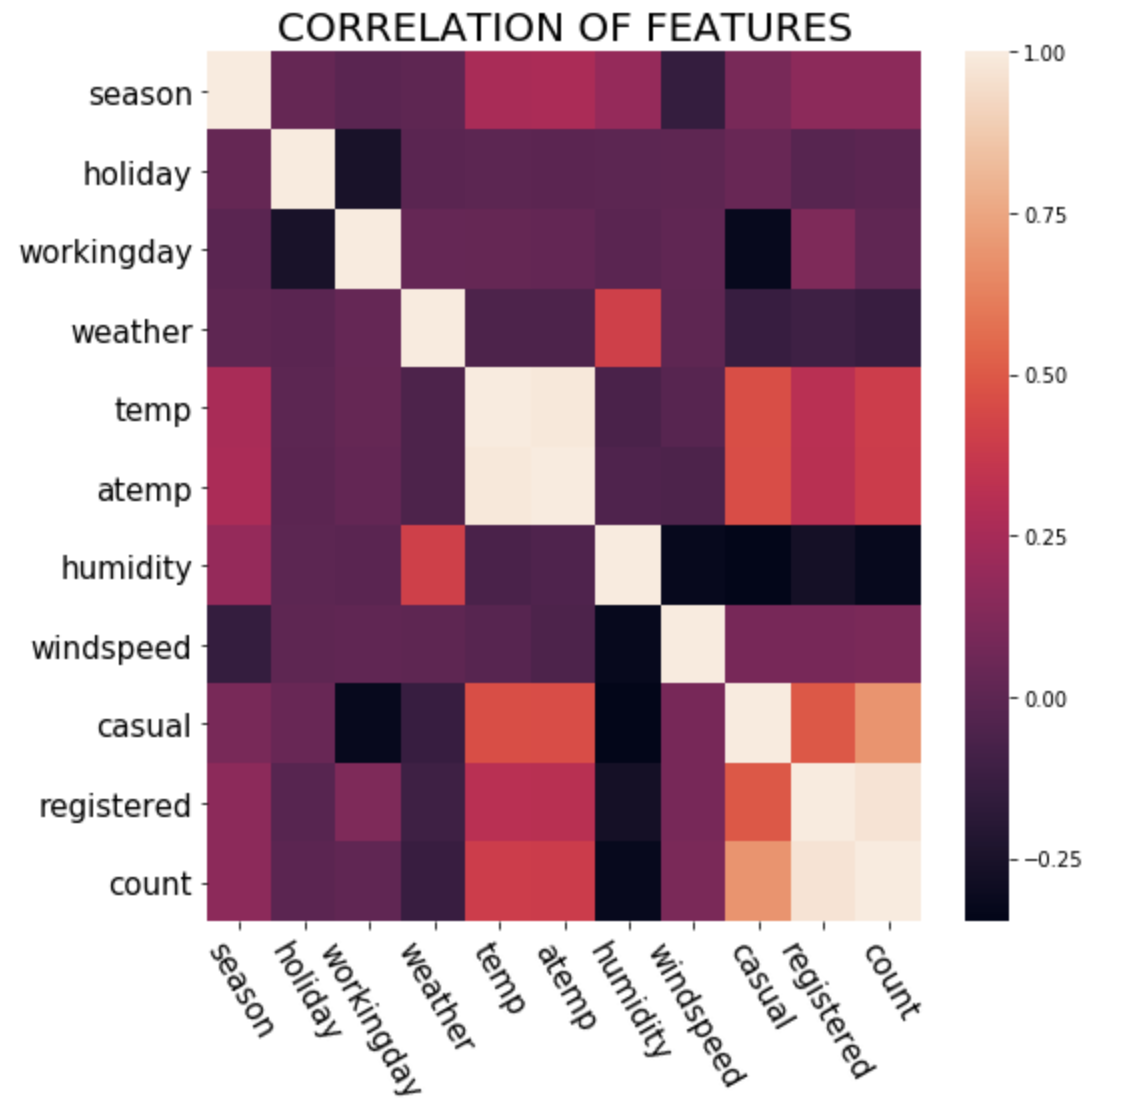 CORRELATION OF FEATURES
season
holiday
workingday
weather
temp
atemp
humidity
windspeed
casual
registered
count
season
holiday
workingday
weather
temp
atemp
humidity
windspeed
casual
registered
count
1.00
0.75
0.50
0.25
0.00
−0.25